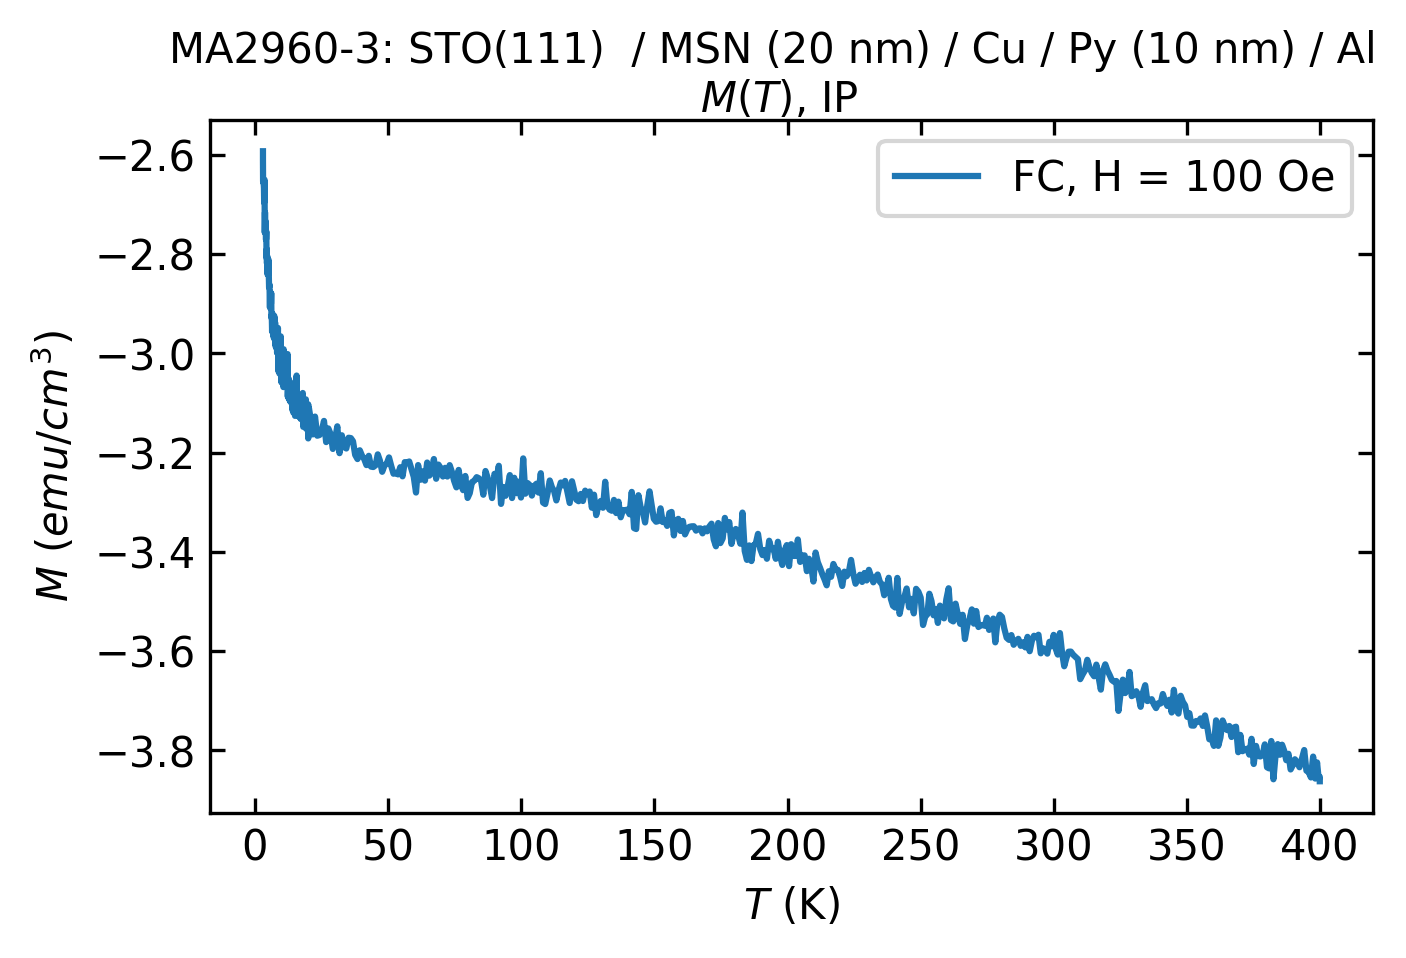 MA2960-3: STO(111)  / MSN (20 nm) / Cu / Py (10 nm) / Al
M(T), IP
FC, H = 100 Oe
−2.6
−2.8
−3.0
−3.2
−3.4
−3.6
−3.8
M (emu/cm³)
0 50 100 150 200 250 300 350 400
T (K)